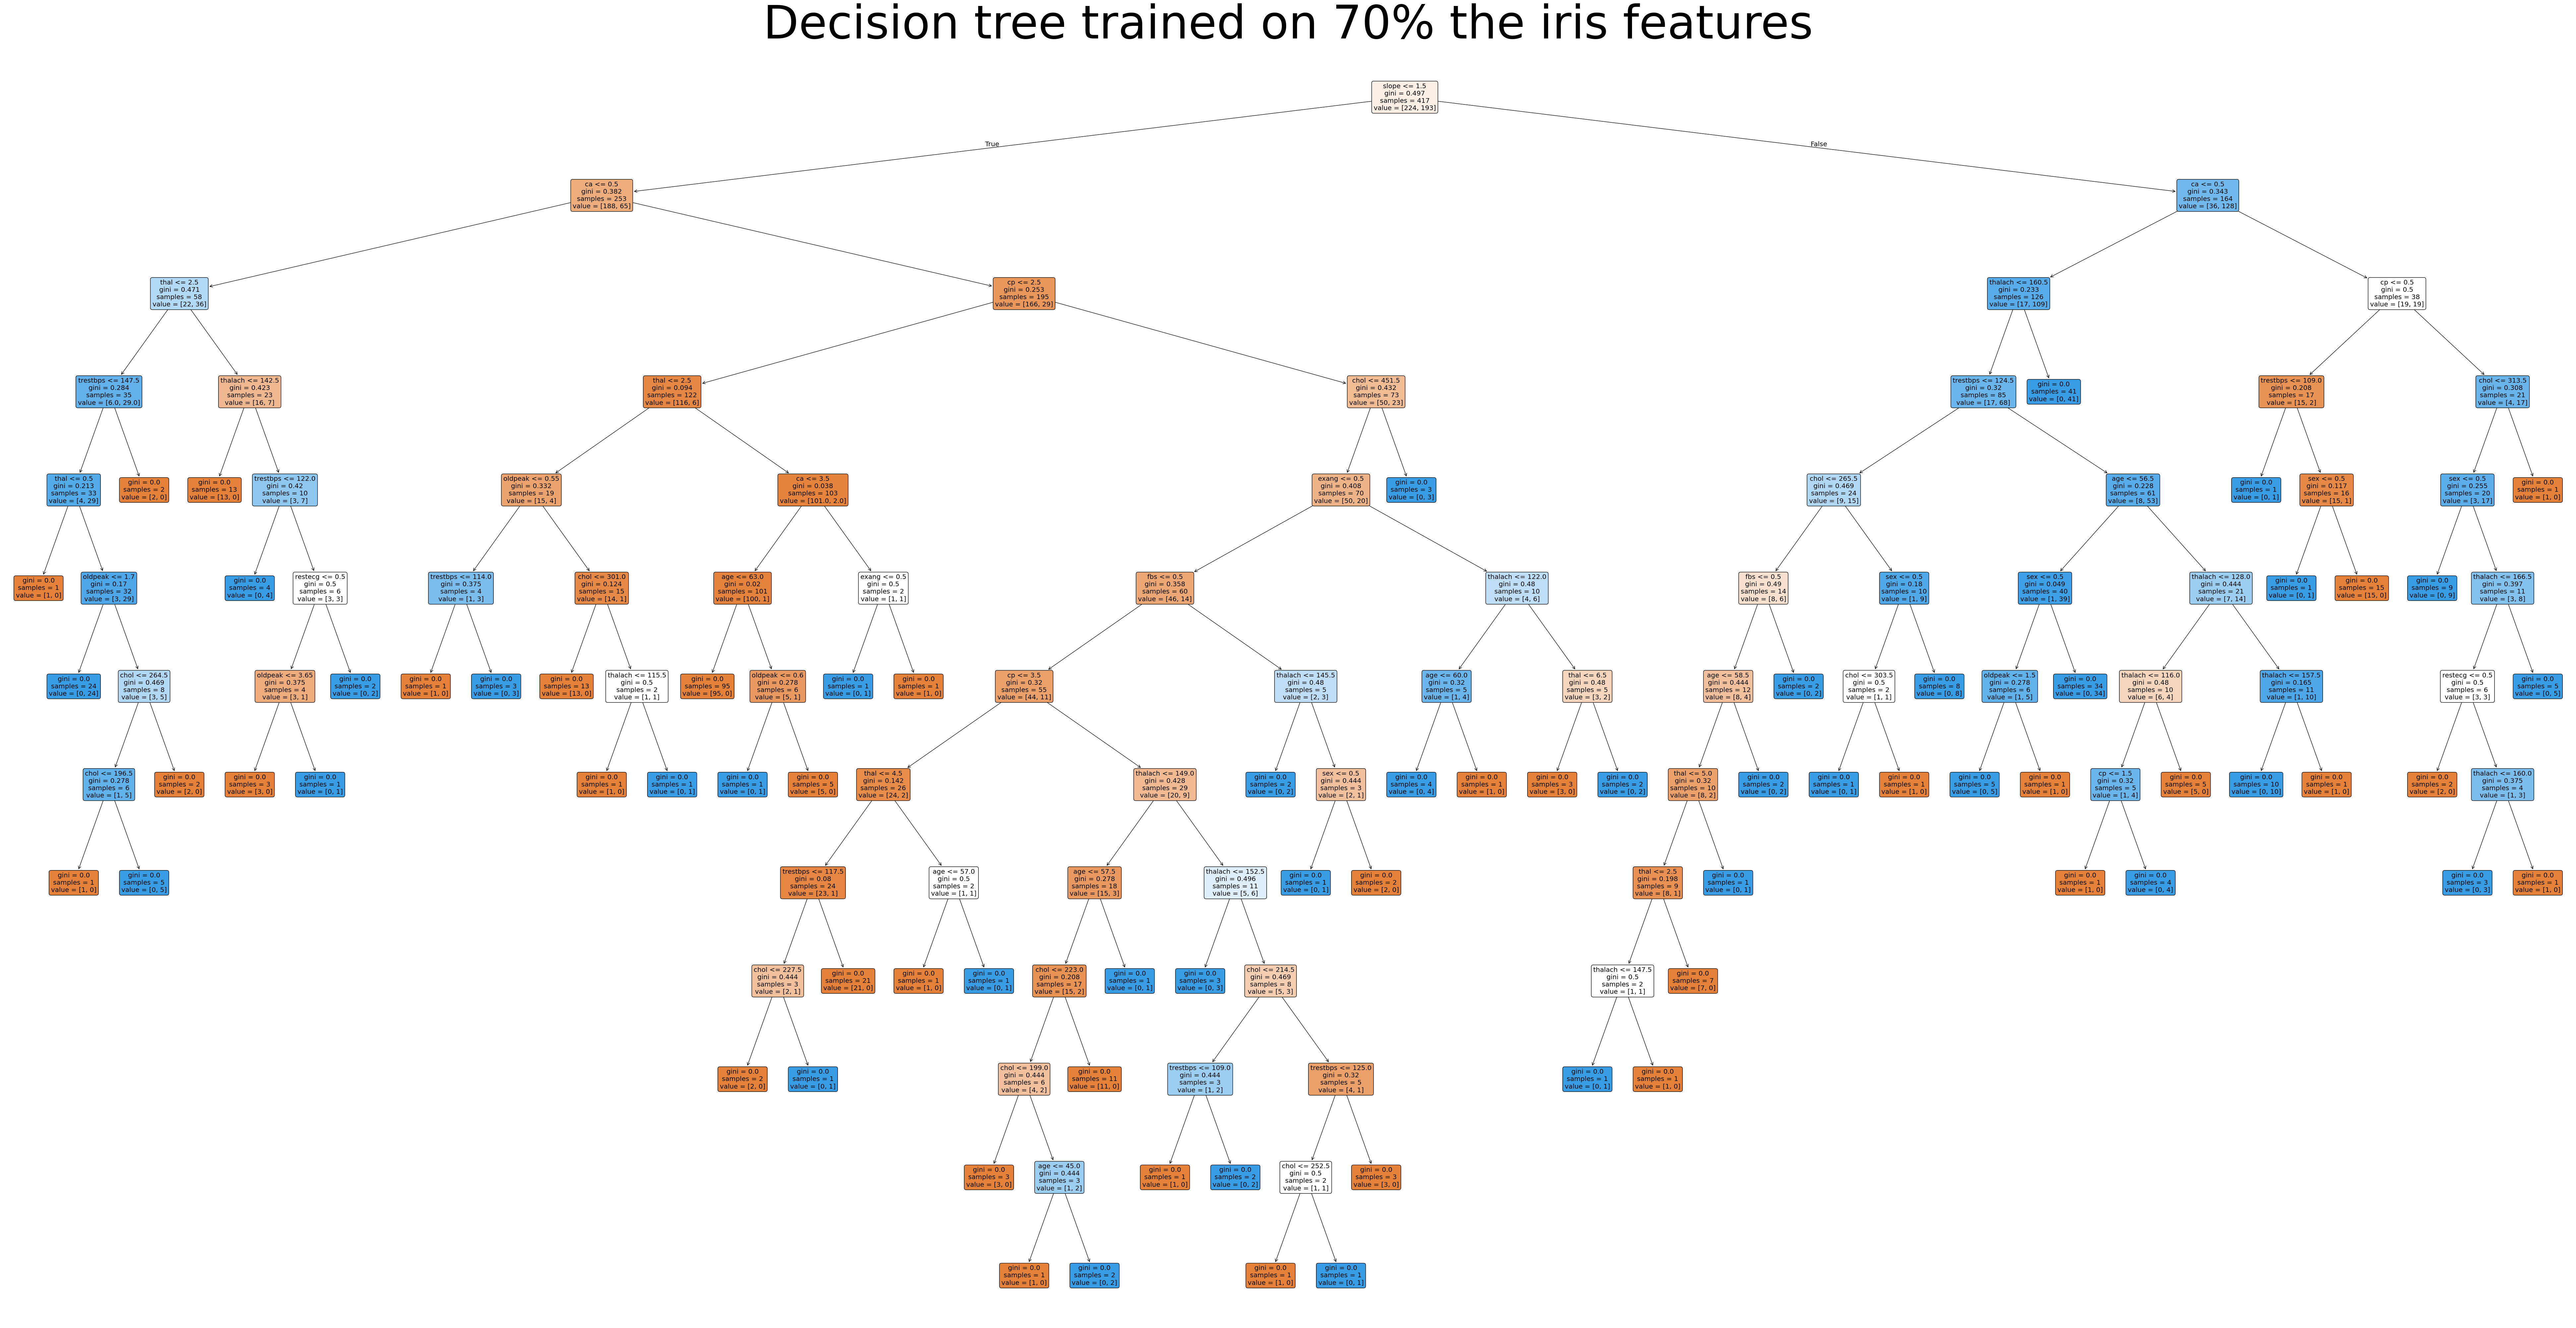 Decision tree trained on 70% the iris features
slope <= 1.5
gini = 0.497
samples = 417
value = [224, 193]
True
False
ca <= 0.5
gini = 0.382
samples = 253
value = [188, 65]
ca <= 0.5
gini = 0.343
samples = 164
value = [36, 128]
thal <= 2.5
gini = 0.471
samples = 58
value = [22, 36]
cp <= 2.5
gini = 0.253
samples = 195
value = [166, 29]
thalach <= 160.5
gini = 0.233
samples = 126
value = [17, 109]
cp <= 0.5
gini = 0.5
samples = 38
value = [19, 19]
trestbps <= 147.5
gini = 0.284
samples = 35
value = [6.0, 29.0]
thalach <= 142.5
gini = 0.423
samples = 23
value = [16, 7]
thal <= 2.5
gini = 0.094
samples = 122
value = [116, 6]
chol <= 451.5
gini = 0.432
samples = 73
value = [50, 23]
trestbps <= 124.5
gini = 0.32
samples = 85
value = [17, 68]
gini = 0.0
samples = 41
value = [0, 41]
trestbps <= 109.0
gini = 0.208
samples = 17
value = [15, 2]
chol <= 313.5
gini = 0.308
samples = 21
value = [4, 17]
thal <= 0.5
gini = 0.213
samples = 33
value = [4, 29]
gini = 0.0
samples = 2
value = [2, 0]
gini = 0.0
samples = 13
value = [13, 0]
trestbps <= 122.0
gini = 0.42
samples = 10
value = [3, 7]
oldpeak <= 0.55
gini = 0.332
samples = 19
value = [15, 4]
ca <= 3.5
gini = 0.038
samples = 103
value = [101.0, 2.0]
exang <= 0.5
gini = 0.408
samples = 70
value = [50, 20]
gini = 0.0
samples = 3
value = [0, 3]
chol <= 265.5
gini = 0.469
samples = 24
value = [9, 15]
age <= 56.5
gini = 0.228
samples = 61
value = [8, 53]
gini = 0.0
samples = 1
value = [0, 1]
sex <= 0.5
gini = 0.117
samples = 16
value = [15, 1]
sex <= 0.5
gini = 0.255
samples = 20
value = [3, 17]
gini = 0.0
samples = 1
value = [1, 0]
gini = 0.0
samples = 1
value = [1, 0]
oldpeak <= 1.7
gini = 0.17
samples = 32
value = [3, 29]
gini = 0.0
samples = 4
value = [0, 4]
restecg <= 0.5
gini = 0.5
samples = 6
value = [3, 3]
trestbps <= 114.0
gini = 0.375
samples = 4
value = [1, 3]
chol <= 301.0
gini = 0.124
samples = 15
value = [14, 1]
age <= 63.0
gini = 0.02
samples = 101
value = [100, 1]
exang <= 0.5
gini = 0.5
samples = 2
value = [1, 1]
fbs <= 0.5
gini = 0.358
samples = 60
value = [46, 14]
thalach <= 122.0
gini = 0.48
samples = 10
value = [4, 6]
fbs <= 0.5
gini = 0.49
samples = 14
value = [8, 6]
sex <= 0.5
gini = 0.18
samples = 10
value = [1, 9]
sex <= 0.5
gini = 0.049
samples = 40
value = [1, 39]
thalach <= 128.0
gini = 0.444
samples = 21
value = [7, 14]
gini = 0.0
samples = 1
value = [0, 1]
gini = 0.0
samples = 15
value = [15, 0]
gini = 0.0
samples = 9
value = [0, 9]
thalach <= 166.5
gini = 0.397
samples = 11
value = [3, 8]
gini = 0.0
samples = 24
value = [0, 24]
chol <= 264.5
gini = 0.469
samples = 8
value = [3, 5]
oldpeak <= 3.65
gini = 0.375
samples = 4
value = [3, 1]
gini = 0.0
samples = 2
value = [0, 2]
gini = 0.0
samples = 1
value = [1, 0]
gini = 0.0
samples = 3
value = [0, 3]
gini = 0.0
samples = 13
value = [13, 0]
thalach <= 115.5
gini = 0.5
samples = 2
value = [1, 1]
gini = 0.0
samples = 95
value = [95, 0]
oldpeak <= 0.6
gini = 0.278
samples = 6
value = [5, 1]
gini = 0.0
samples = 1
value = [0, 1]
gini = 0.0
samples = 1
value = [1, 0]
cp <= 3.5
gini = 0.32
samples = 55
value = [44, 11]
thalach <= 145.5
gini = 0.48
samples = 5
value = [2, 3]
age <= 60.0
gini = 0.32
samples = 5
value = [1, 4]
thal <= 6.5
gini = 0.48
samples = 5
value = [3, 2]
age <= 58.5
gini = 0.444
samples = 12
value = [8, 4]
gini = 0.0
samples = 2
value = [0, 2]
chol <= 303.5
gini = 0.5
samples = 2
value = [1, 1]
gini = 0.0
samples = 8
value = [0, 8]
oldpeak <= 1.5
gini = 0.278
samples = 6
value = [1, 5]
gini = 0.0
samples = 34
value = [0, 34]
thalach <= 116.0
gini = 0.48
samples = 10
value = [6, 4]
thalach <= 157.5
gini = 0.165
samples = 11
value = [1, 10]
restecg <= 0.5
gini = 0.5
samples = 6
value = [3, 3]
gini = 0.0
samples = 5
value = [0, 5]
chol <= 196.5
gini = 0.278
samples = 6
value = [1, 5]
gini = 0.0
samples = 2
value = [2, 0]
gini = 0.0
samples = 3
value = [3, 0]
gini = 0.0
samples = 1
value = [0, 1]
gini = 0.0
samples = 1
value = [1, 0]
gini = 0.0
samples = 1
value = [0, 1]
gini = 0.0
samples = 1
value = [0, 1]
gini = 0.0
samples = 5
value = [5, 0]
thal <= 4.5
gini = 0.142
samples = 26
value = [24, 2]
thalach <= 149.0
gini = 0.428
samples = 29
value = [20, 9]
gini = 0.0
samples = 2
value = [0, 2]
sex <= 0.5
gini = 0.444
samples = 3
value = [2, 1]
gini = 0.0
samples = 4
value = [0, 4]
gini = 0.0
samples = 1
value = [1, 0]
gini = 0.0
samples = 3
value = [3, 0]
gini = 0.0
samples = 2
value = [0, 2]
thal <= 5.0
gini = 0.32
samples = 10
value = [8, 2]
gini = 0.0
samples = 2
value = [0, 2]
gini = 0.0
samples = 1
value = [0, 1]
gini = 0.0
samples = 1
value = [1, 0]
gini = 0.0
samples = 5
value = [0, 5]
gini = 0.0
samples = 1
value = [1, 0]
cp <= 1.5
gini = 0.32
samples = 5
value = [1, 4]
gini = 0.0
samples = 5
value = [5, 0]
gini = 0.0
samples = 10
value = [0, 10]
gini = 0.0
samples = 1
value = [1, 0]
gini = 0.0
samples = 2
value = [2, 0]
thalach <= 160.0
gini = 0.375
samples = 4
value = [1, 3]
gini = 0.0
samples = 1
value = [1, 0]
gini = 0.0
samples = 5
value = [0, 5]
trestbps <= 117.5
gini = 0.08
samples = 24
value = [23, 1]
age <= 57.0
gini = 0.5
samples = 2
value = [1, 1]
age <= 57.5
gini = 0.278
samples = 18
value = [15, 3]
thalach <= 152.5
gini = 0.496
samples = 11
value = [5, 6]
gini = 0.0
samples = 1
value = [0, 1]
gini = 0.0
samples = 2
value = [2, 0]
thal <= 2.5
gini = 0.198
samples = 9
value = [8, 1]
gini = 0.0
samples = 1
value = [0, 1]
gini = 0.0
samples = 1
value = [1, 0]
gini = 0.0
samples = 4
value = [0, 4]
gini = 0.0
samples = 3
value = [0, 3]
gini = 0.0
samples = 1
value = [1, 0]
chol <= 227.5
gini = 0.444
samples = 3
value = [2, 1]
gini = 0.0
samples = 21
value = [21, 0]
gini = 0.0
samples = 1
value = [1, 0]
gini = 0.0
samples = 1
value = [0, 1]
chol <= 223.0
gini = 0.208
samples = 17
value = [15, 2]
gini = 0.0
samples = 1
value = [0, 1]
gini = 0.0
samples = 3
value = [0, 3]
chol <= 214.5
gini = 0.469
samples = 8
value = [5, 3]
thalach <= 147.5
gini = 0.5
samples = 2
value = [1, 1]
gini = 0.0
samples = 7
value = [7, 0]
gini = 0.0
samples = 2
value = [2, 0]
gini = 0.0
samples = 1
value = [0, 1]
chol <= 199.0
gini = 0.444
samples = 6
value = [4, 2]
gini = 0.0
samples = 11
value = [11, 0]
trestbps <= 109.0
gini = 0.444
samples = 3
value = [1, 2]
trestbps <= 125.0
gini = 0.32
samples = 5
value = [4, 1]
gini = 0.0
samples = 1
value = [0, 1]
gini = 0.0
samples = 1
value = [1, 0]
gini = 0.0
samples = 3
value = [3, 0]
age <= 45.0
gini = 0.444
samples = 3
value = [1, 2]
gini = 0.0
samples = 1
value = [1, 0]
gini = 0.0
samples = 2
value = [0, 2]
chol <= 252.5
gini = 0.5
samples = 2
value = [1, 1]
gini = 0.0
samples = 3
value = [3, 0]
gini = 0.0
samples = 1
value = [1, 0]
gini = 0.0
samples = 2
value = [0, 2]
gini = 0.0
samples = 1
value = [1, 0]
gini = 0.0
samples = 1
value = [0, 1]